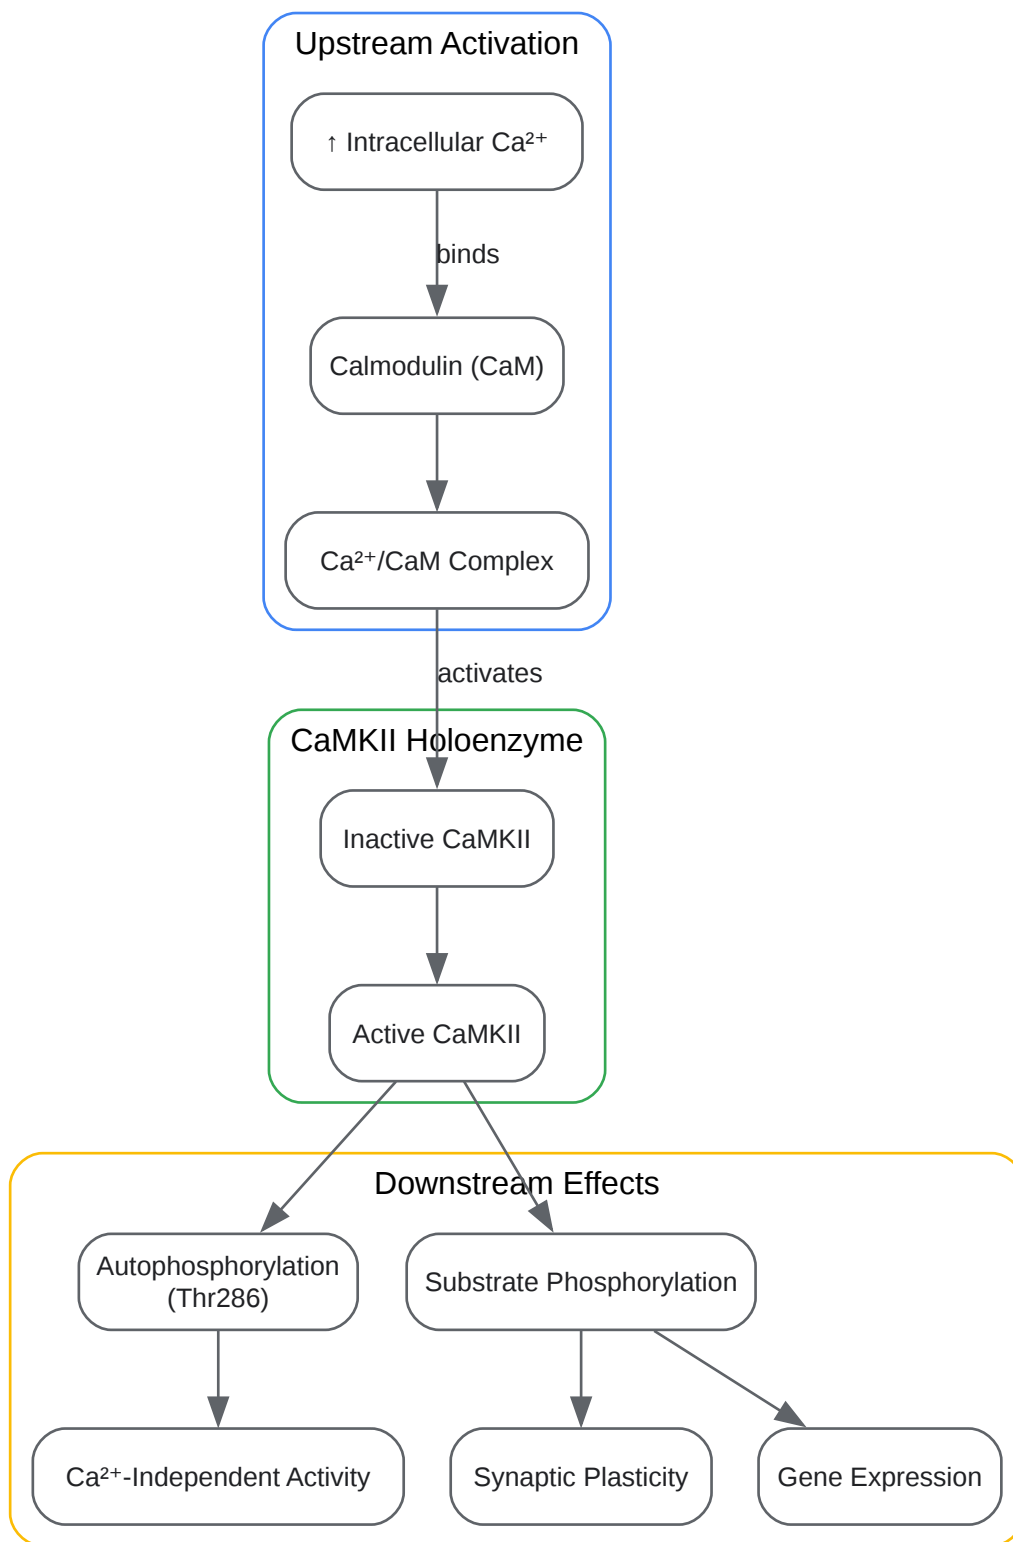 Upstream Activation
↑ Intracellular Ca²⁺
binds
Calmodulin (CaM)
Ca²⁺/CaM Complex
activates
CaMKII Holoenzyme
Inactive CaMKII
Active CaMKII
Downstream Effects
Autophosphorylation
(Thr286)
Substrate Phosphorylation
Ca²⁺-Independent Activity
Synaptic Plasticity
Gene Expression